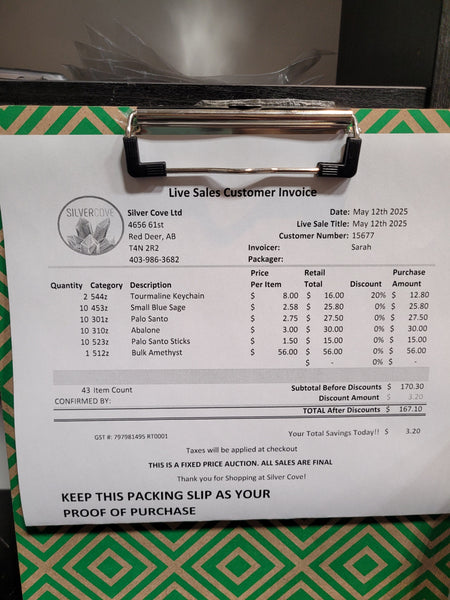 Live Sales Customer Invoice
SILVERCOVE
Silver Cove Ltd
4656 61st
Red Deer, AB
T4N 2R2
403-986-3682
Date: May 12th 2025
Live Sale Title: May 12th 2025
Customer Number: 15677
Invoicer: Sarah
Packager:
Quantity Category Description Price Per Item Retail Total Discount Purchase Amount
2 544z Tourmaline Keychain $ 8.00 $ 16.00 20% $ 12.80
10 453z Small Blue Sage $ 2.58 $ 25.80 0% $ 25.80
10 301z Palo Santo $ 2.75 $ 27.50 0% $ 27.50
10 310z Abalone $ 3.00 $ 30.00 0% $ 30.00
10 523z Palo Santo Sticks $ 1.50 $ 15.00 0% $ 15.00
1 512z Bulk Amethyst $ 56.00 $ 56.00 0% $ 56.00
$ - 0% $ -
43 Item Count Subtotal Before Discounts $ 170.30
CONFIRMED BY: Discount Amount $ 3.20
TOTAL After Discounts $ 167.10
GST #: 797981495 RT0001 Your Total Savings Today!! $ 3.20
Taxes will be applied at checkout
THIS IS A FIXED PRICE AUCTION. ALL SALES ARE FINAL
Thank you for Shopping at Silver Cove!
KEEP THIS PACKING SLIP AS YOUR
PROOF OF PURCHASE